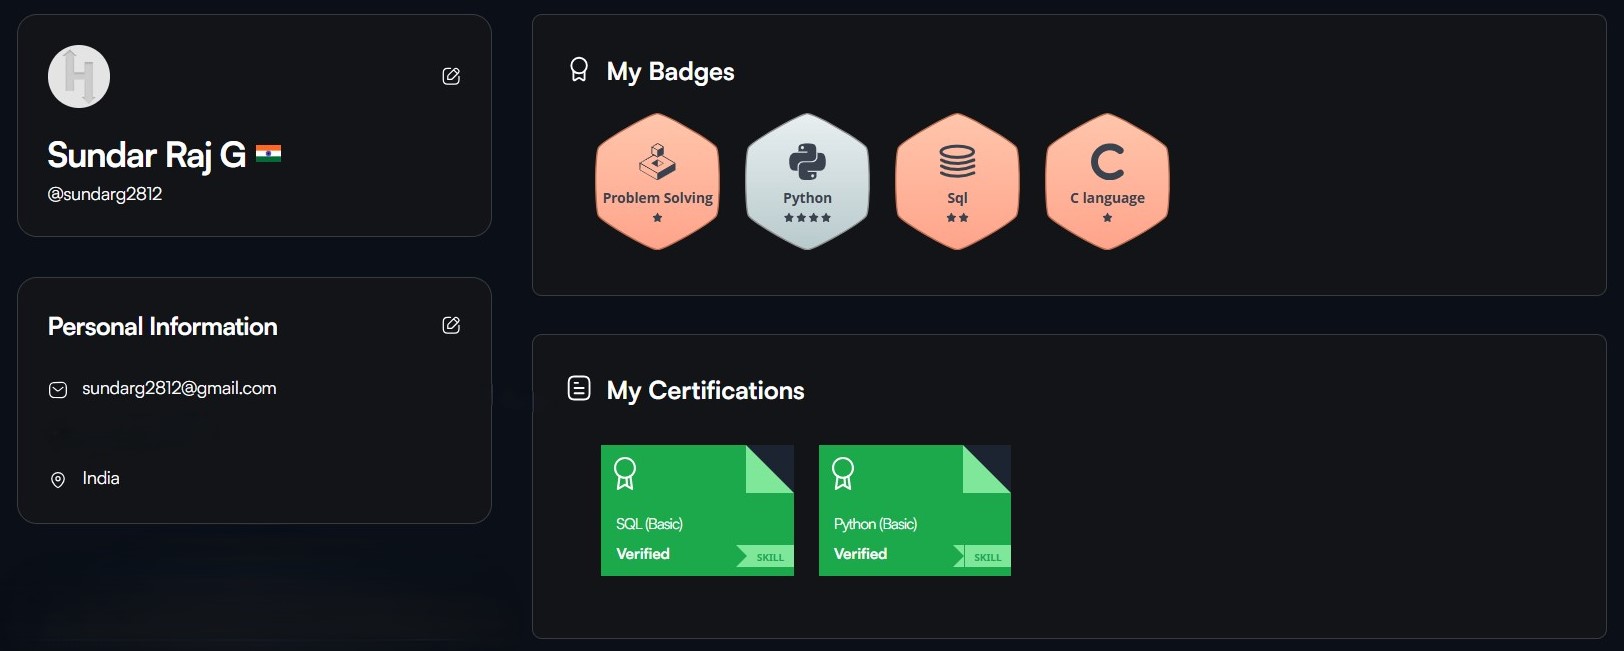 Sundar Raj G
@sundarg2812
Personal Information
sundarg2812@gmail.com
India
My Badges
Problem Solving
Python
Sql
C language
My Certifications
SQL (Basic)
Verified
SKILL
Python (Basic)
Verified
SKILL